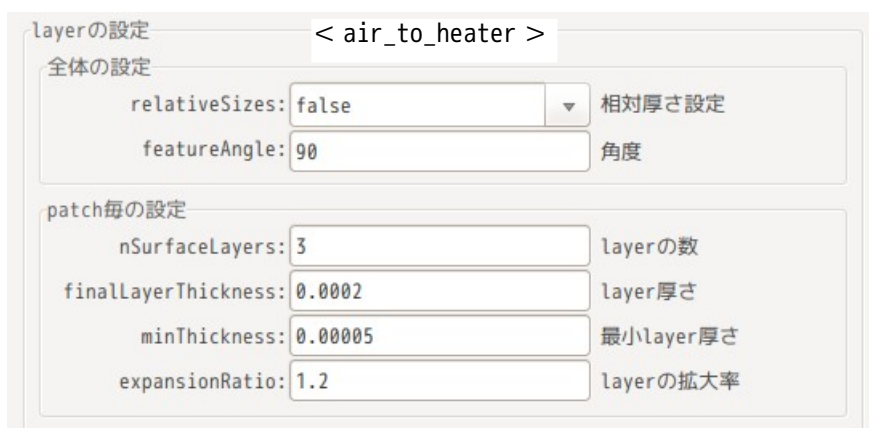 layerの設定
< air_to_heater >
全体の設定
relativeSizes: false 相対厚さ設定
featureAngle: 90 角度
patch毎の設定
nSurfaceLayers: 3 layerの数
finalLayerThickness: 0.0002 layer厚さ
minThickness: 0.00005 最小layer厚さ
expansionRatio: 1.2 layerの拡大率